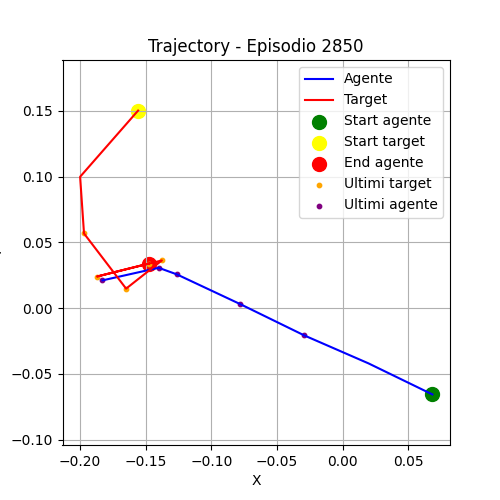 Trajectory - Episodio 2850
Agente
Target
Start agente
Start target
End agente
Ultimi target
Ultimi agente
0.15
0.10
0.05
0.00
−0.05
−0.10
−0.20
−0.15
−0.10
−0.05
0.00
0.05
X